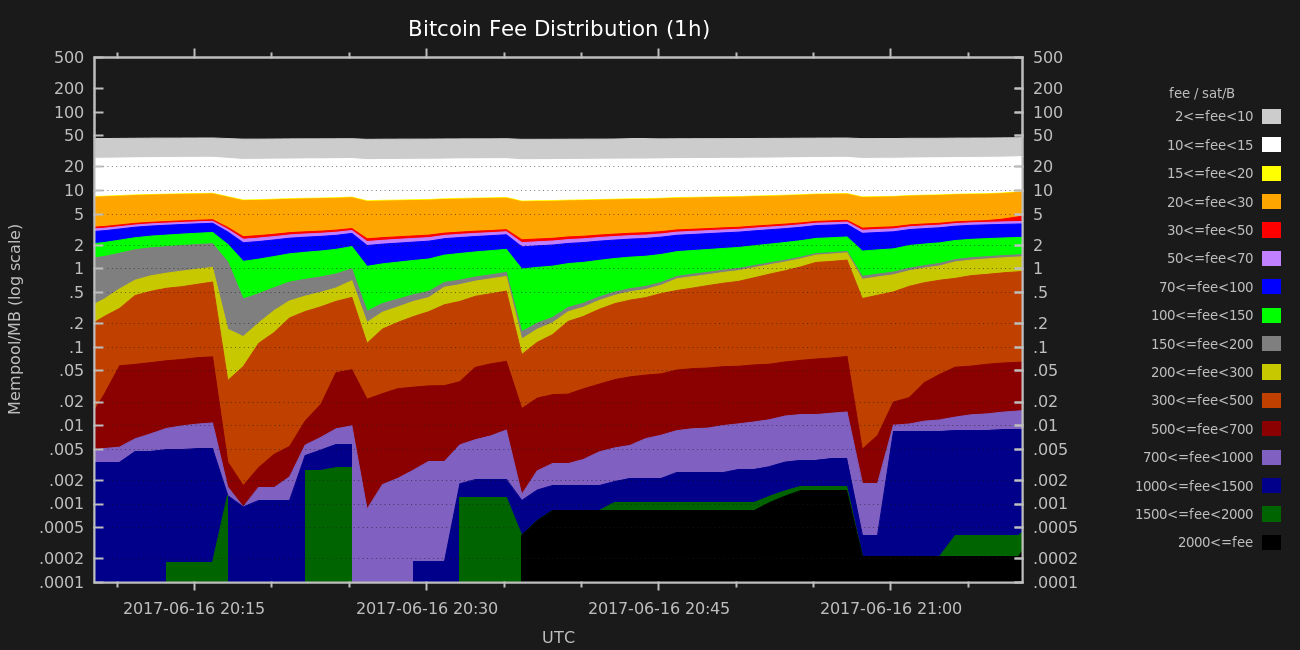 Bitcoin Fee Distribution (1h)
500
200
100
50
20
10
5
2
1
.5
.2
.1
.05
.02
.01
.005
.002
.001
.0005
.0002
.0001
Mempool/MB (log scale)
500
200
100
50
20
10
5
2
1
.5
.2
.1
.05
.02
.01
.005
.002
.001
.0005
.0002
.0001
2017-06-16 20:15 2017-06-16 20:30 2017-06-16 20:45 2017-06-16 21:00
UTC
fee / sat/B
2<=fee<10
10<=fee<15
15<=fee<20
20<=fee<30
30<=fee<50
50<=fee<70
70<=fee<100
100<=fee<150
150<=fee<200
200<=fee<300
300<=fee<500
500<=fee<700
700<=fee<1000
1000<=fee<1500
1500<=fee<2000
2000<=fee